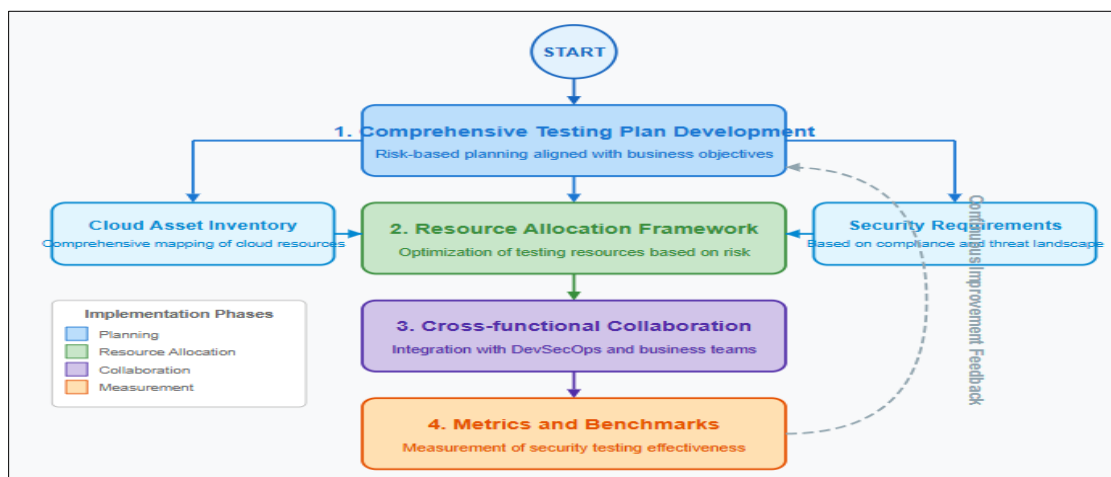 START
1. Comprehensive Testing Plan Development
Risk-based planning aligned with business objectives
Cloud Asset Inventory
Comprehensive mapping of cloud resources
2. Resource Allocation Framework
Optimization of testing resources based on risk
Security Requirements
Based on compliance and threat landscape
Continuous Improvement Feedback
Implementation Phases
Planning
Resource Allocation
Collaboration
Measurement
3. Cross-functional Collaboration
Integration with DevSecOps and business teams
4. Metrics and Benchmarks
Measurement of security testing effectiveness